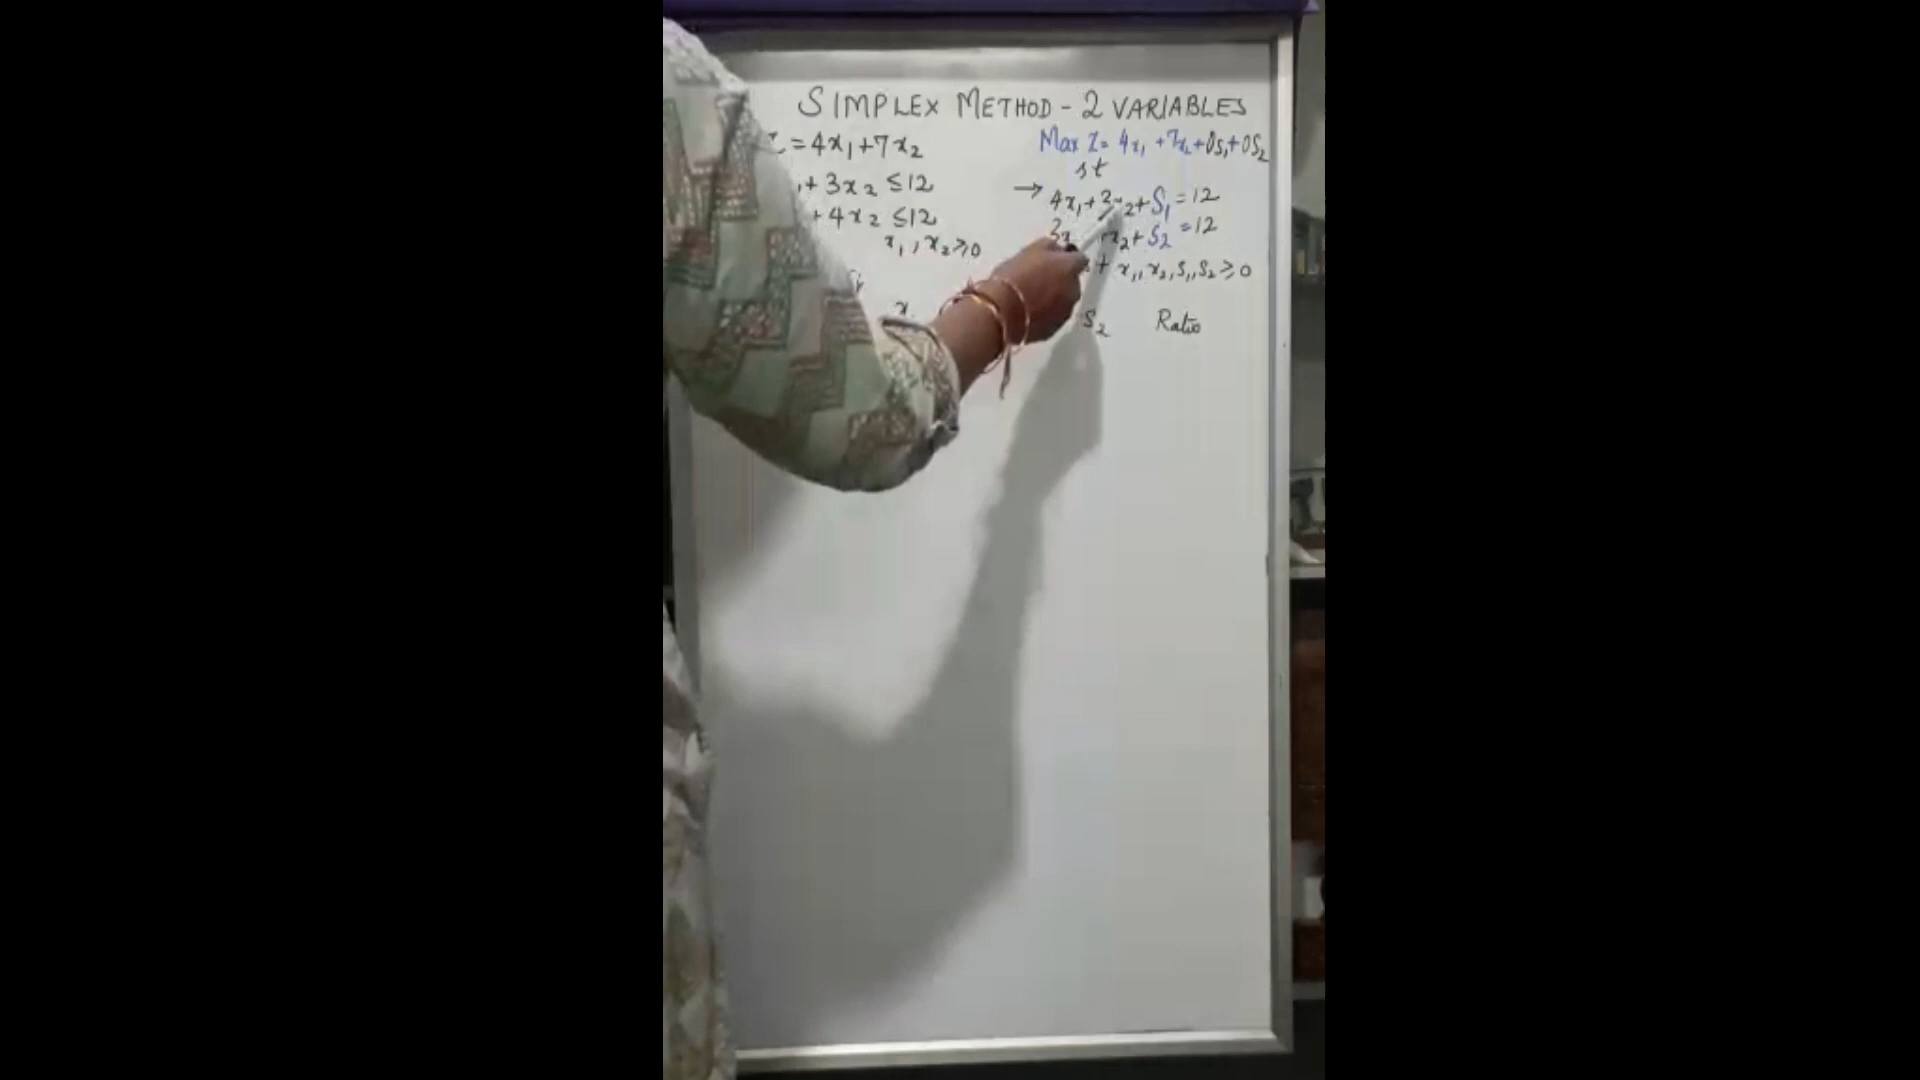 SIMPLEX METHOD - 2 VARIABLES
Z = 4x₁ + 7x₂
+ 3x₂ ≤ 12
+ 4x₂ ≤ 12
x₁, x₂ ≥ 0
Max Z = 4x₁ + 7x₂ + 0s₁ + 0s₂
st
→ 4x₁ + 3x₂ + S₁ = 12
3x x₂ + S₂ = 12
+ x₁, x₂, s₁, s₂ ≥ 0
x S₂ Ratio